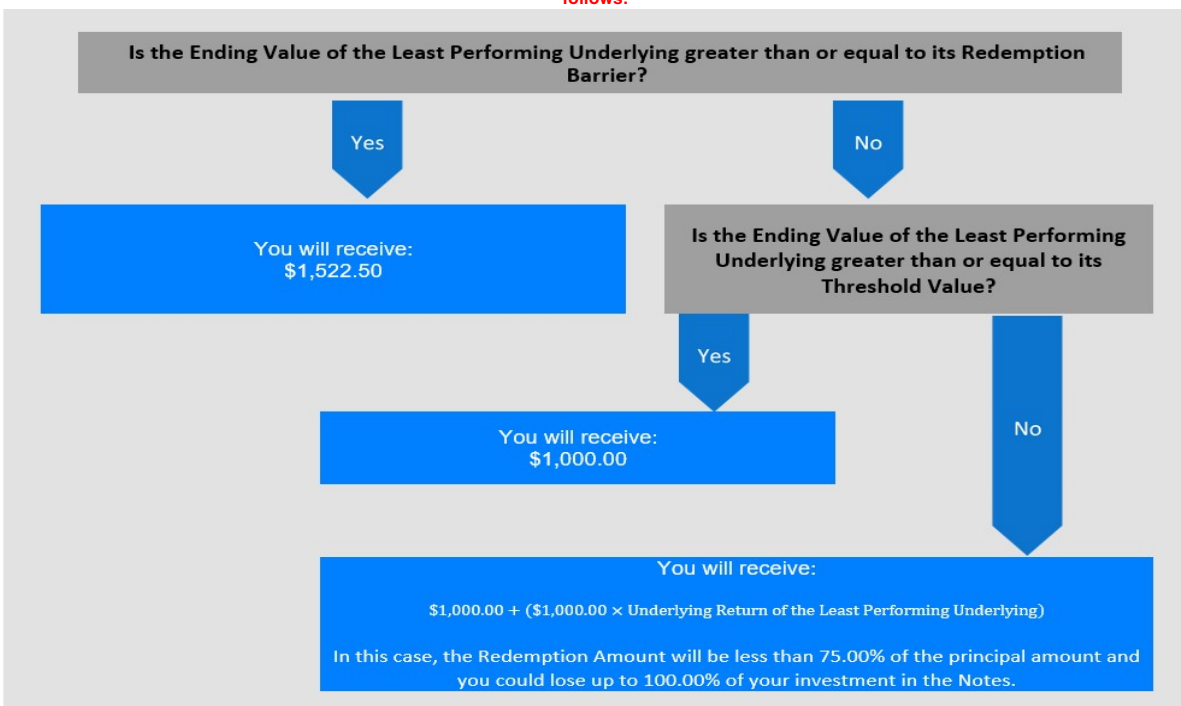 follows:
Is the Ending Value of the Least Performing Underlying greater than or equal to its Redemption
Barrier?
Yes
No
You will receive:
$1,522.50
Is the Ending Value of the Least Performing
Underlying greater than or equal to its
Threshold Value?
Yes
No
You will receive:
$1,000.00
You will receive:
$1,000.00 + ($1,000.00 × Underlying Return of the Least Performing Underlying)
In this case, the Redemption Amount will be less than 75.00% of the principal amount and
you could lose up to 100.00% of your investment in the Notes.